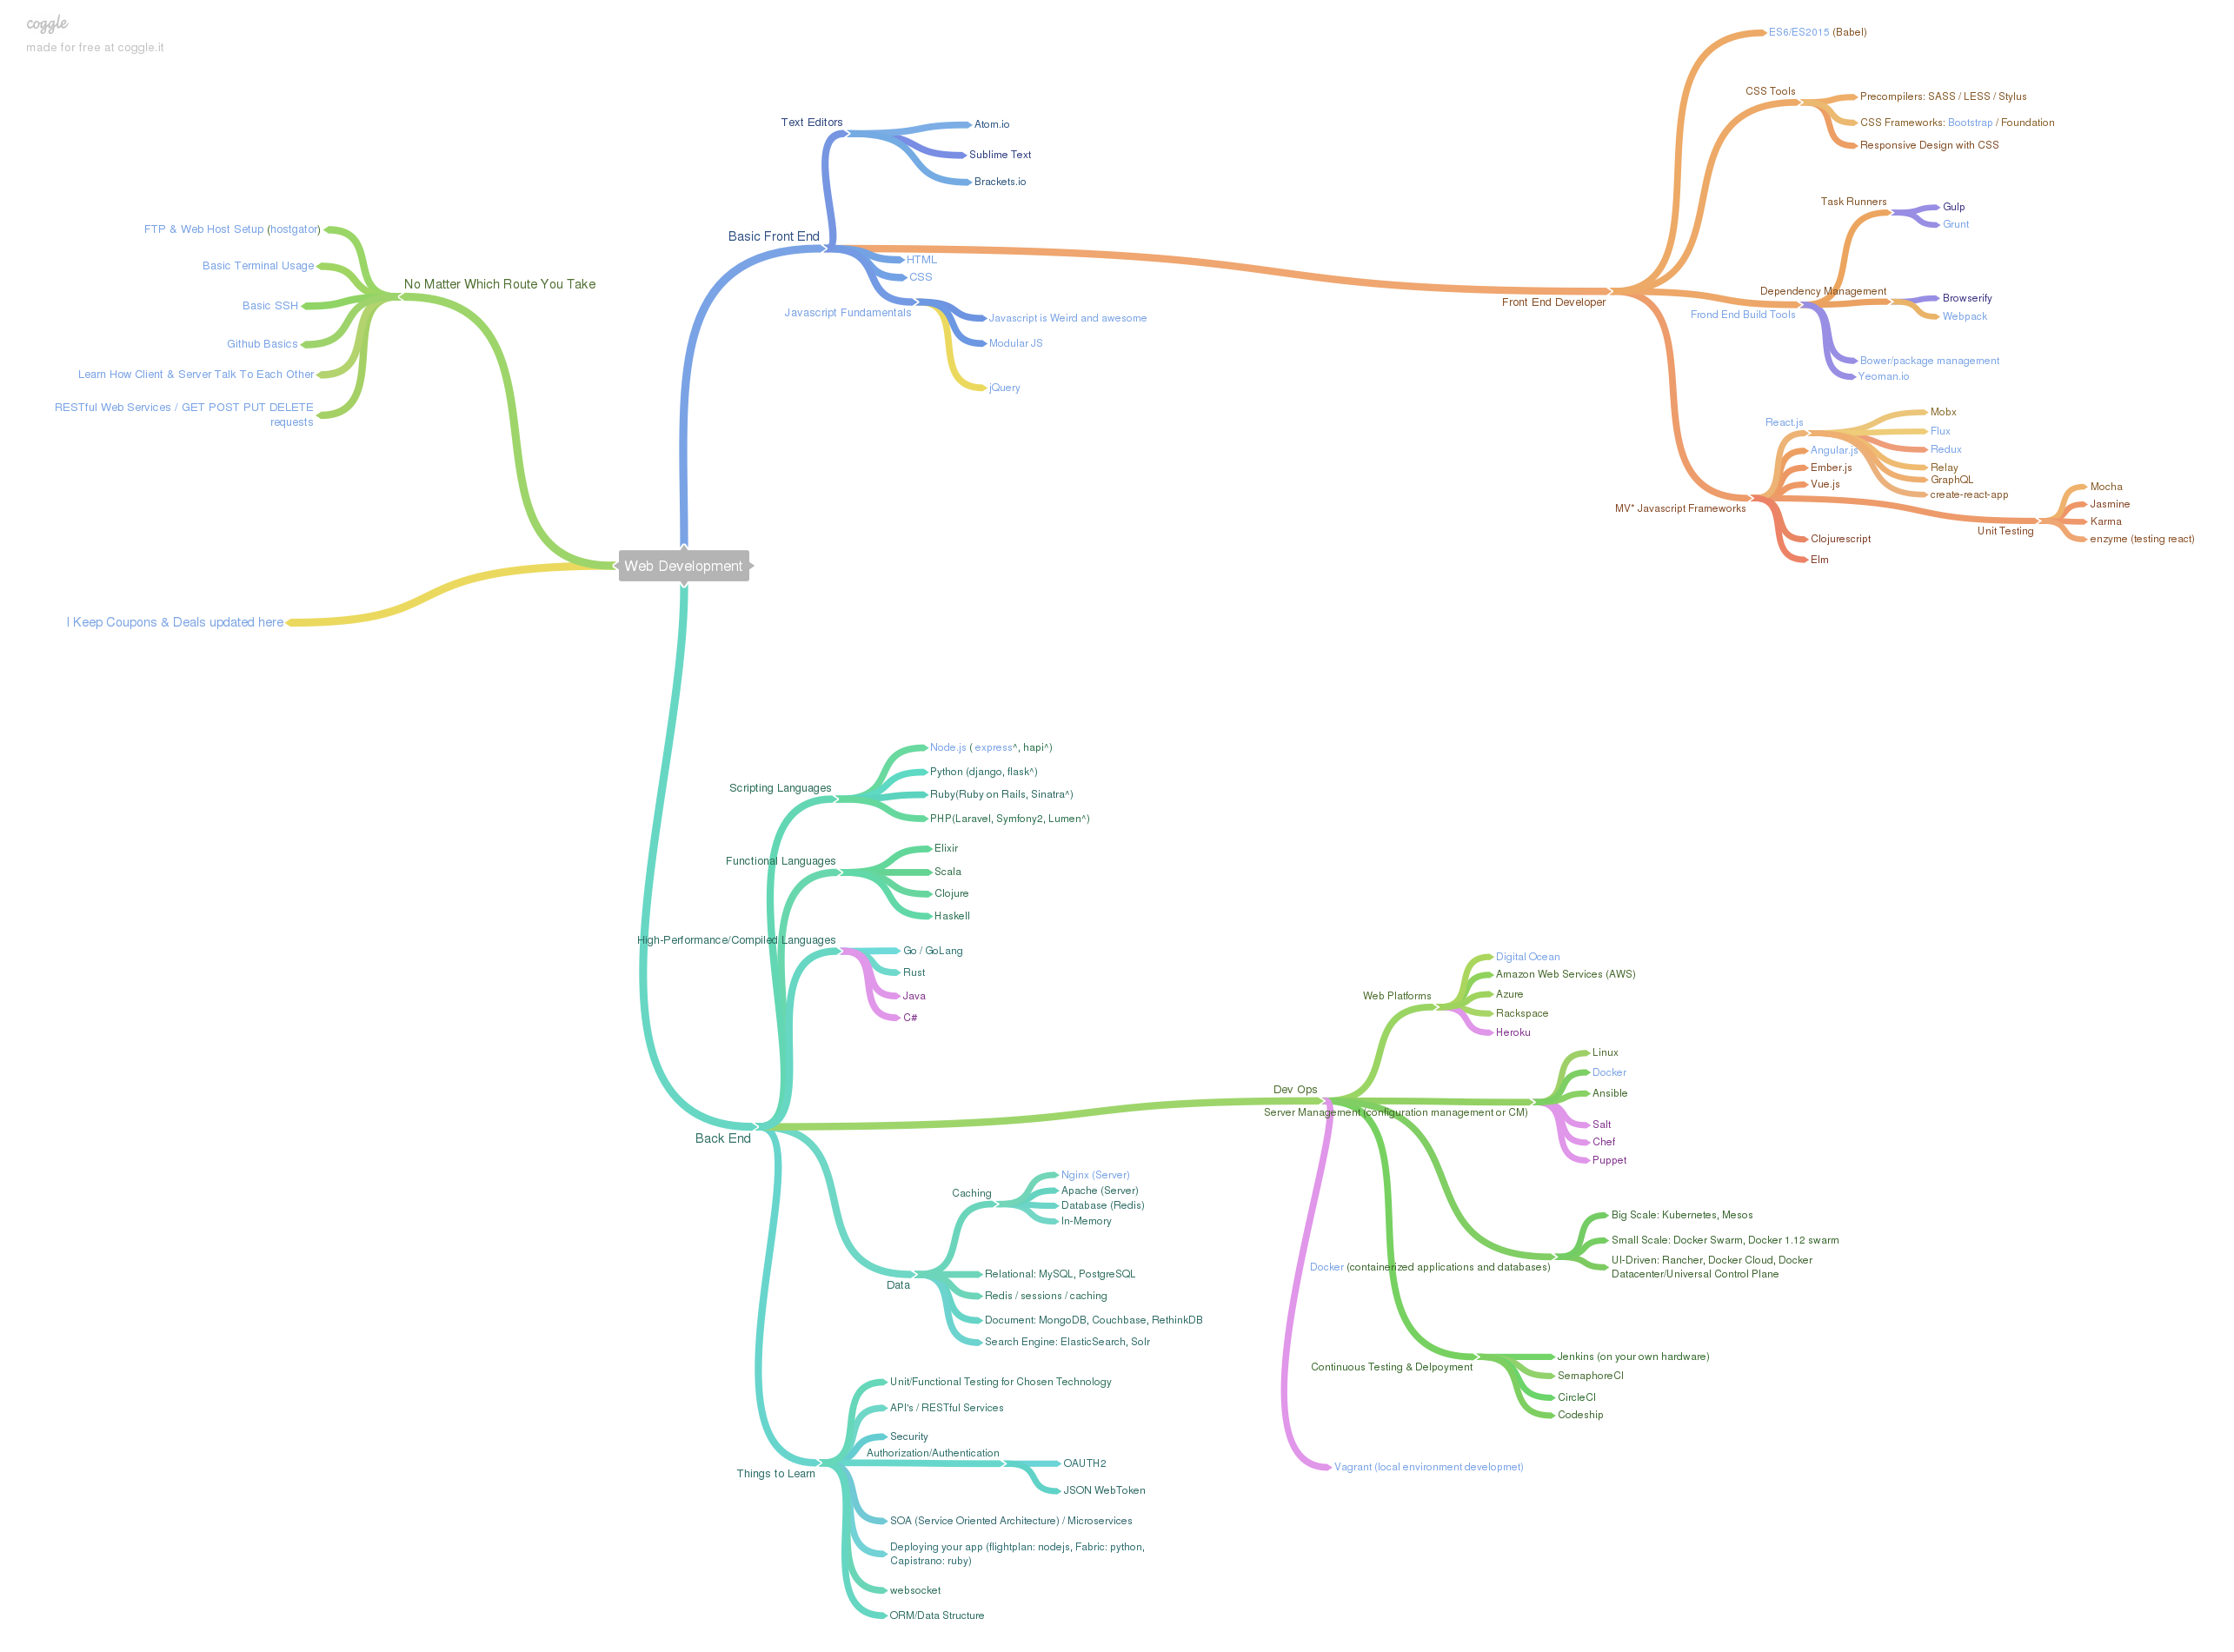 coggle
made for free at coggle.it
Web Development
No Matter Which Route You Take
FTP & Web Host Setup (hostgator)
Basic Terminal Usage
Basic SSH
Github Basics
Learn How Client & Server Talk To Each Other
RESTful Web Services / GET POST PUT DELETE
requests
I Keep Coupons & Deals updated here
Basic Front End
Text Editors
Atom.io
Sublime Text
Brackets.io
HTML
CSS
Javascript Fundamentals
Javascript is Weird and awesome
Modular JS
jQuery
Front End Developer
ES6/ES2015 (Babel)
CSS Tools
Precompilers: SASS / LESS / Stylus
CSS Frameworks: Bootstrap / Foundation
Responsive Design with CSS
Frond End Build Tools
Task Runners
Gulp
Grunt
Dependency Management
Browserify
Webpack
Bower/package management
Yeoman.io
MV* Javascript Frameworks
React.js
Mobx
Flux
Redux
Relay
GraphQL
create-react-app
Angular.js
Ember.js
Vue.js
Unit Testing
Mocha
Jasmine
Karma
enzyme (testing react)
Clojurescript
Elm
Back End
Scripting Languages
Node.js ( express^, hapi^)
Python (django, flask^)
Ruby(Ruby on Rails, Sinatra^)
PHP(Laravel, Symfony2, Lumen^)
Functional Languages
Elixir
Scala
Clojure
Haskell
High-Performance/Compiled Languages
Go / GoLang
Rust
Java
C#
Dev Ops
Web Platforms
Digital Ocean
Amazon Web Services (AWS)
Azure
Rackspace
Heroku
Server Management (configuration management or CM)
Linux
Docker
Ansible
Salt
Chef
Puppet
Docker (containerized applications and databases)
Big Scale: Kubernetes, Mesos
Small Scale: Docker Swarm, Docker 1.12 swarm
UI-Driven: Rancher, Docker Cloud, Docker
Datacenter/Universal Control Plane
Continuous Testing & Delpoyment
Jenkins (on your own hardware)
SemaphoreCI
CircleCI
Codeship
Vagrant (local environment developmet)
Data
Caching
Nginx (Server)
Apache (Server)
Database (Redis)
In-Memory
Relational: MySQL, PostgreSQL
Redis / sessions / caching
Document: MongoDB, Couchbase, RethinkDB
Search Engine: ElasticSearch, Solr
Things to Learn
Unit/Functional Testing for Chosen Technology
API's / RESTful Services
Security
Authorization/Authentication
OAUTH2
JSON WebToken
SOA (Service Oriented Architecture) / Microservices
Deploying your app (flightplan: nodejs, Fabric: python,
Capistrano: ruby)
websocket
ORM/Data Structure